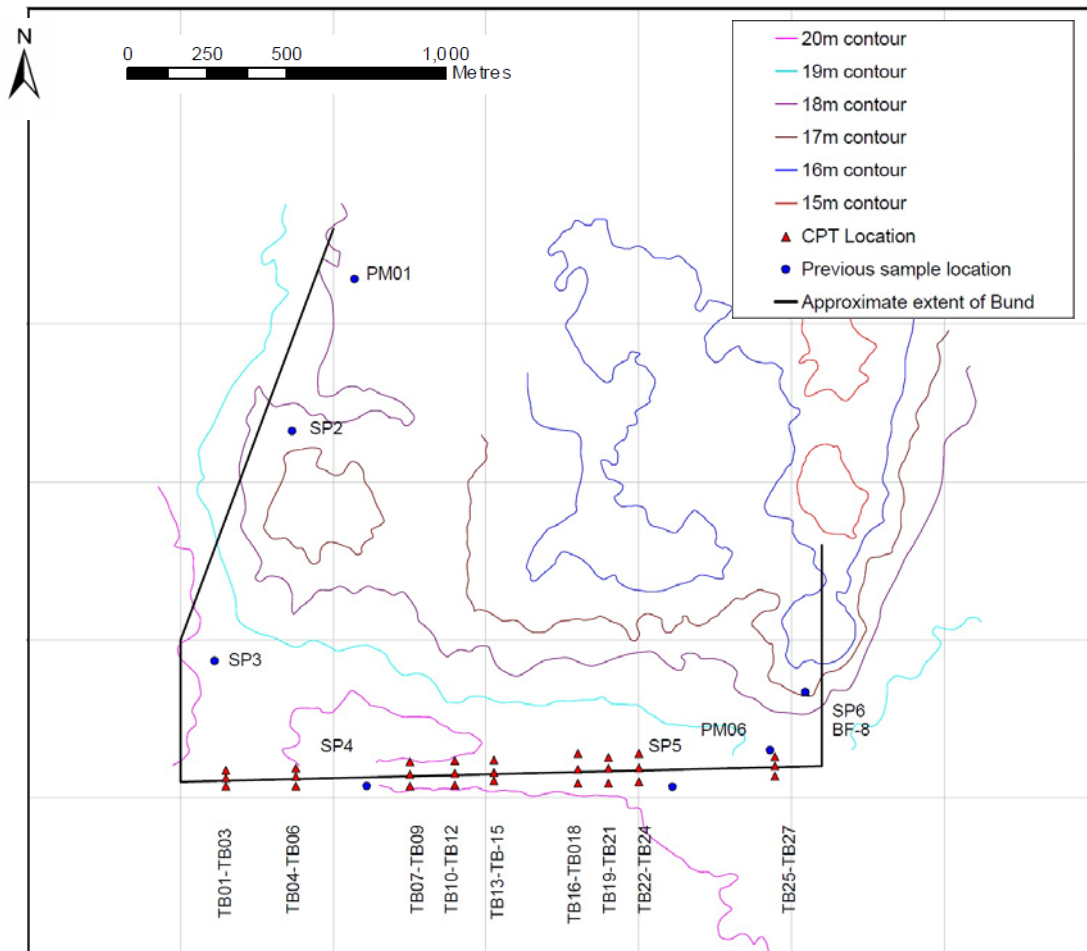 N
0 250 500 1,000
Metres
20m contour
19m contour
18m contour
17m contour
16m contour
15m contour
CPT Location
Previous sample location
Approximate extent of Bund
PM01
SP2
SP3
SP4
SP5
PM06
SP6
BF-8
TB01-TB03
TB04-TB06
TB07-TB09
TB10-TB12
TB13-TB-15
TB16-TB018
TB19-TB21
TB22-TB24
TB25-TB27